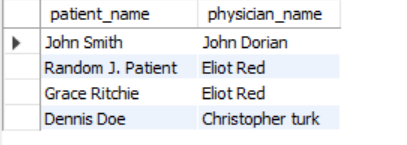 patient_name physician_name
John Smith John Dorian
Random J. Patient Eliot Red
Grace Ritchie Eliot Red
Dennis Doe Christopher turk